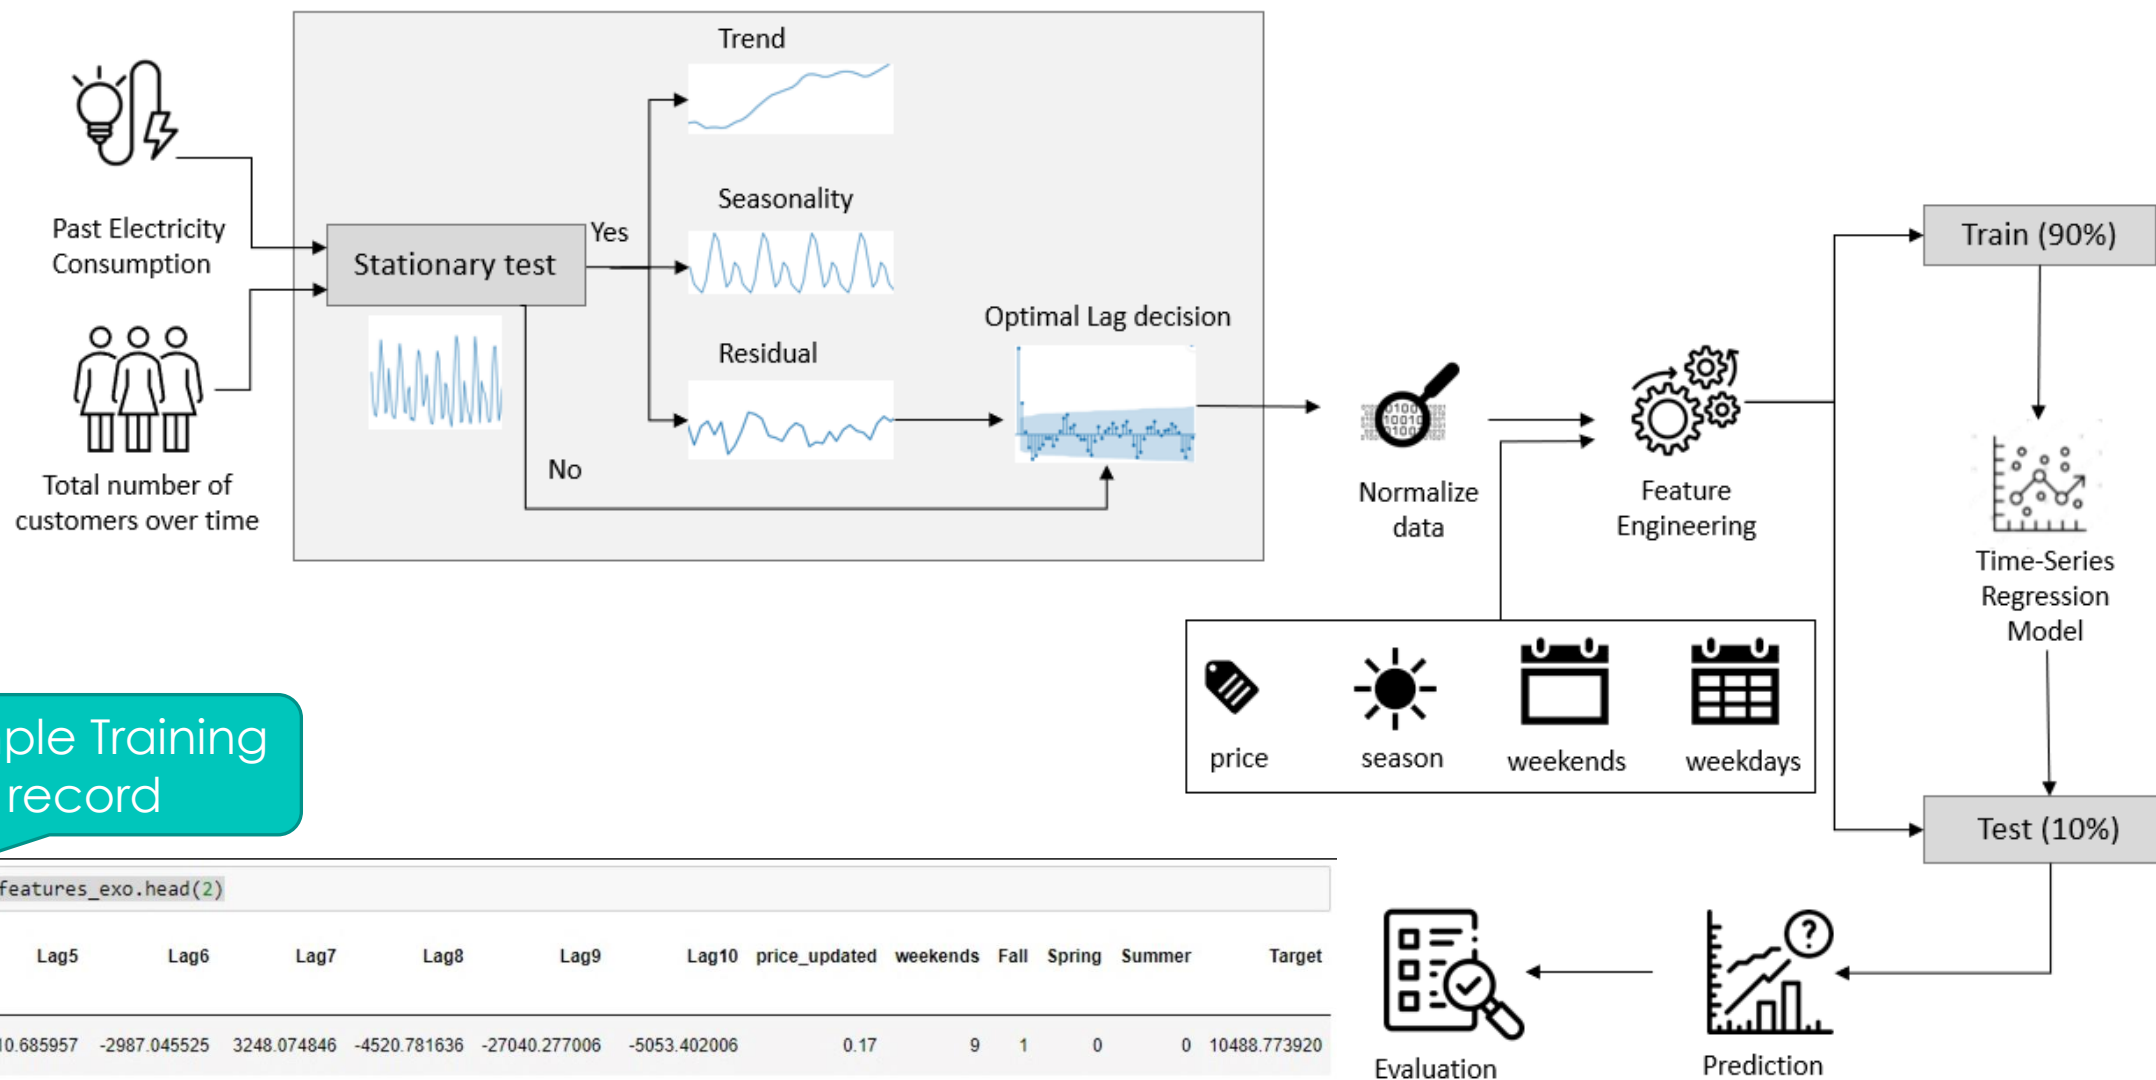 Trend
Past Electricity
Consumption
Stationary test
Yes
Seasonality
Train (90%)
Optimal Lag decision
Residual
No
Total number of
customers over time
Normalize
data
Feature
Engineering
Time-Series
Regression
Model
price season weekends weekdays
Test (10%)
ple Training
record
features_exo.head(2)
Lag5 Lag6 Lag7 Lag8 Lag9 Lag10 price_updated weekends Fall Spring Summer Target
10.685957 -2987.045525 3248.074846 -4520.781636 -27040.277006 -5053.402006 0.17 9 1 0 0 10488.773920
Evaluation
Prediction